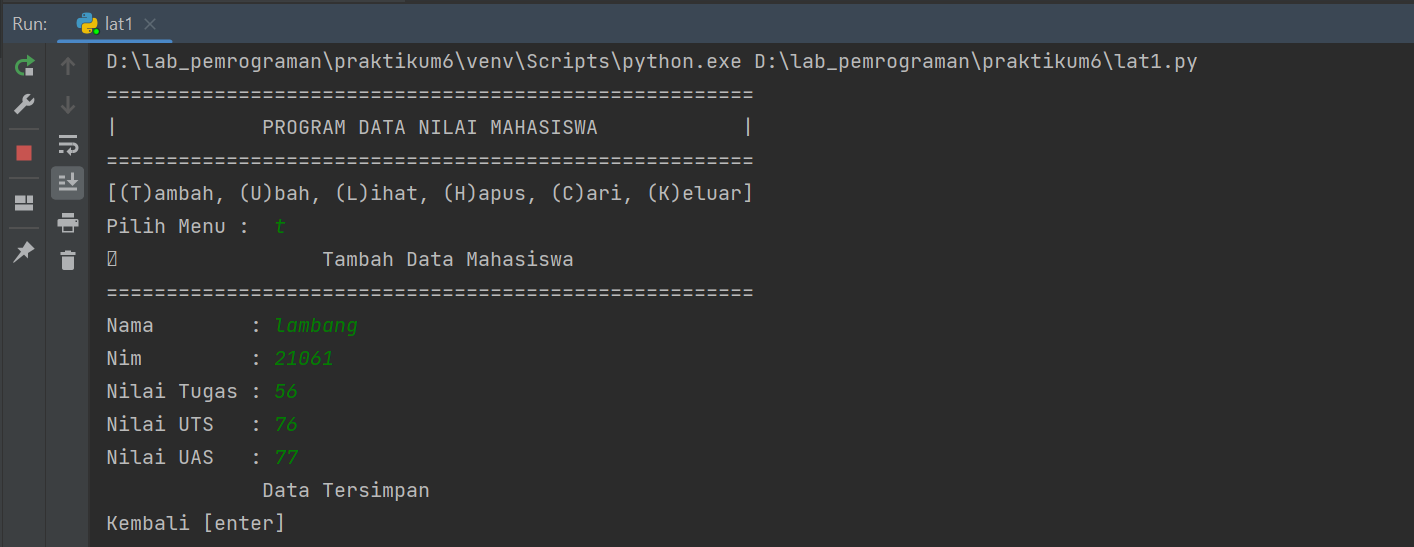 Run: lat1
D:\lab_pemrograman\praktikum6\venv\Scripts\python.exe D:\lab_pemrograman\praktikum6\lat1.py
======================================================
|            PROGRAM DATA NILAI MAHASISWA            |
======================================================
[(T)ambah, (U)bah, (L)ihat, (H)apus, (C)ari, (K)eluar]
Pilih Menu :  t
                  Tambah Data Mahasiswa
======================================================
Nama        : lambang
Nim         : 21061
Nilai Tugas : 56
Nilai UTS   : 76
Nilai UAS   : 77
             Data Tersimpan
Kembali [enter]